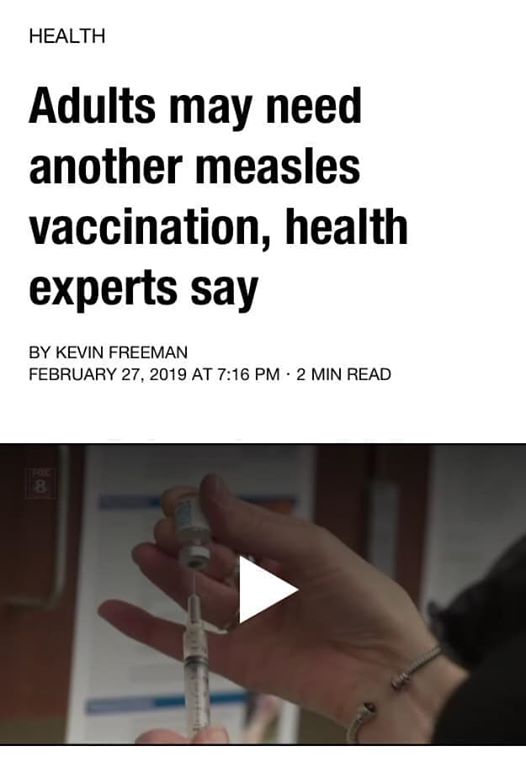 HEALTH
Adults may need
another measles
vaccination, health
experts say
BY KEVIN FREEMAN
FEBRUARY 27, 2019 AT 7:16 PM · 2 MIN READ
FOX
8